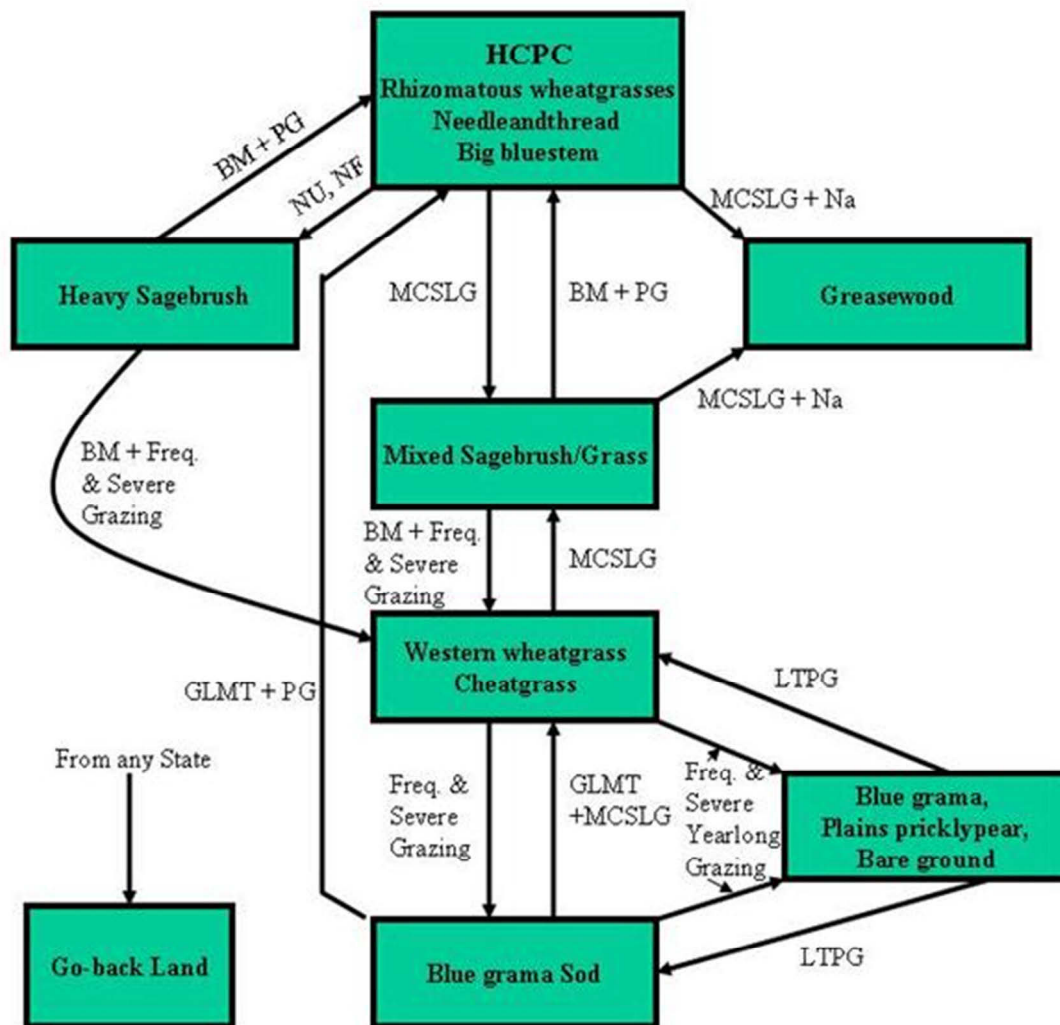 HCPC
Rhizomatous wheatgrasses
Needleandthread
Big bluestem
BM + PG
NU, NF
MCSLG + Na
Heavy Sagebrush
MCSLG
BM + PG
Greasewood
MCSLG + Na
Mixed Sagebrush/Grass
BM + Freq.
& Severe
Grazing
BM + Freq.
& Severe
Grazing
MCSLG
Western wheatgrass
Cheatgrass
LTPG
GLMT + PG
From any State
Freq. &
Severe
Grazing
GLMT
+MCSLG
Freq. &
Severe
Yearlong
Grazing
Blue grama,
Plains pricklypear,
Bare ground
Go-back Land
Blue grama Sod
LTPG